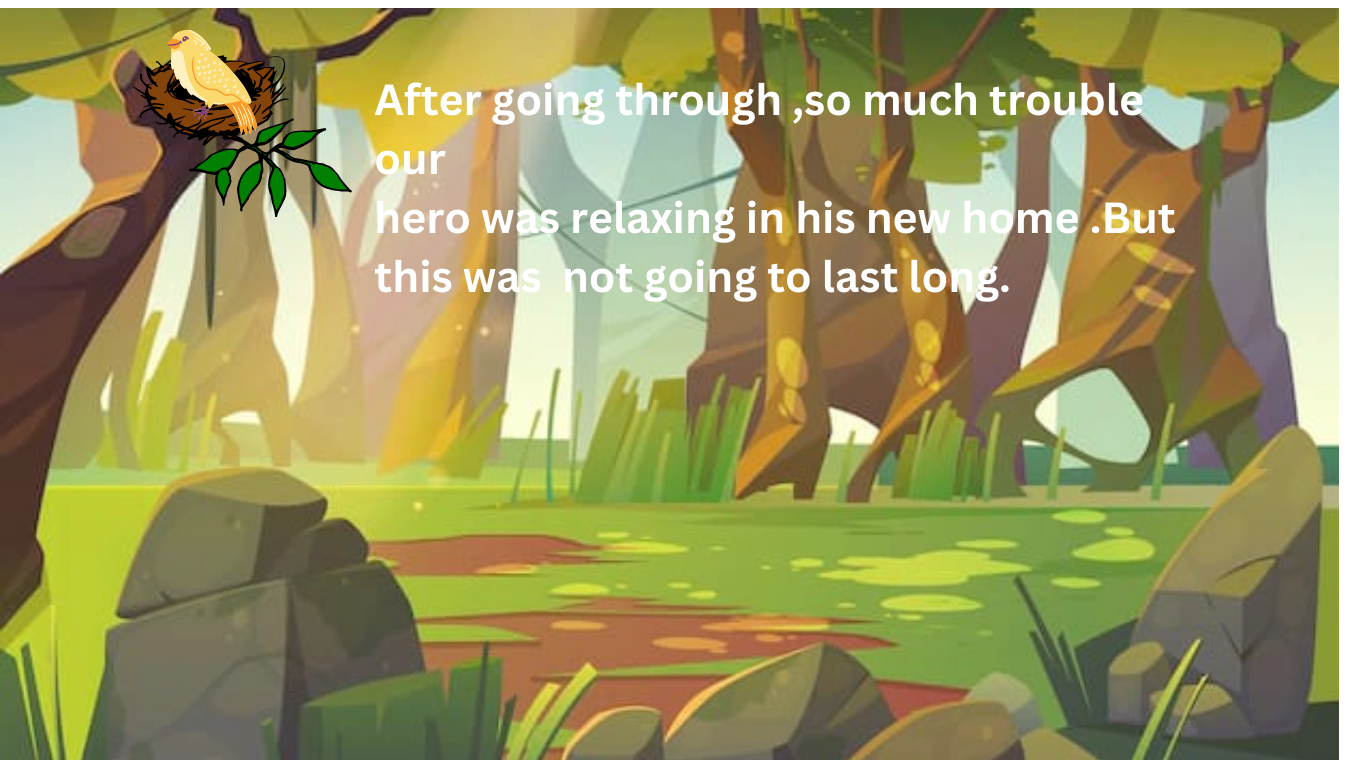 After going through ,so much trouble
our
hero was relaxing in his new home .But
this was  not going to last long.